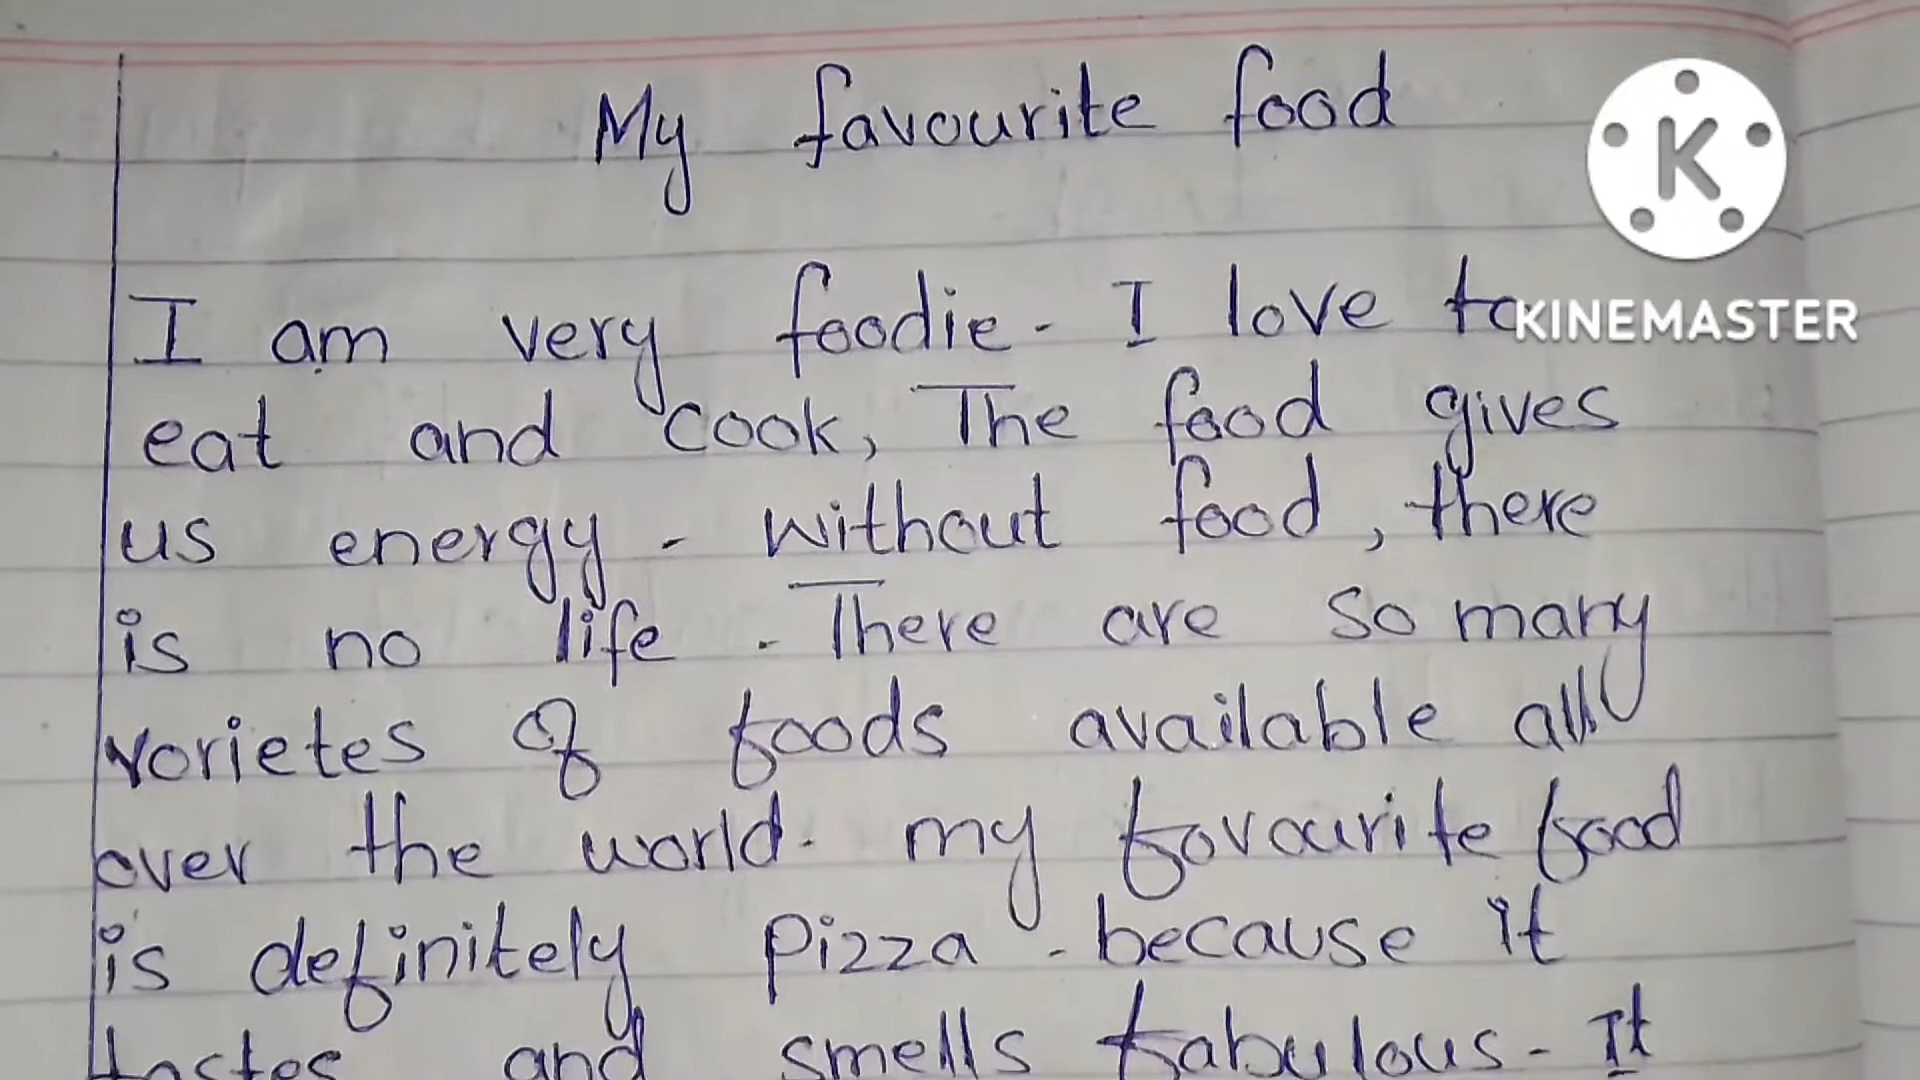 My favourite food
I am very foodie. I love to
KINEMASTER
eat and cook, The food gives
us energy. without food, there
is no life. There are so many
vorietes of foods available all
over the world. my favourite food
is definitely pizza. because it
tastes and smells fabulous. It